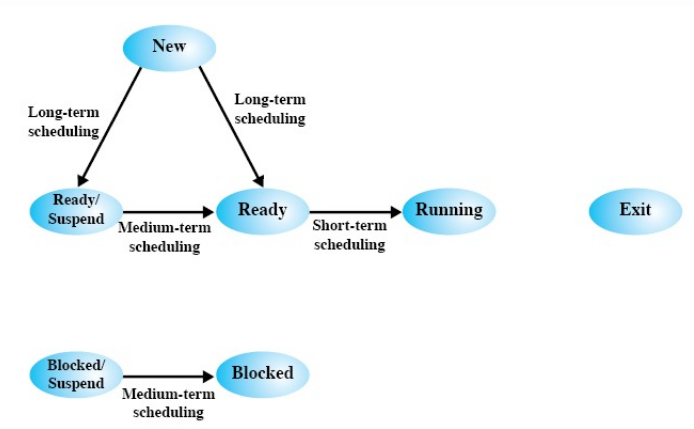 New
Long-term
scheduling
Long-term
scheduling
Ready/
Suspend
Medium-term
scheduling
Ready
Short-term
scheduling
Running
Exit
Blocked/
Suspend
Medium-term
scheduling
Blocked